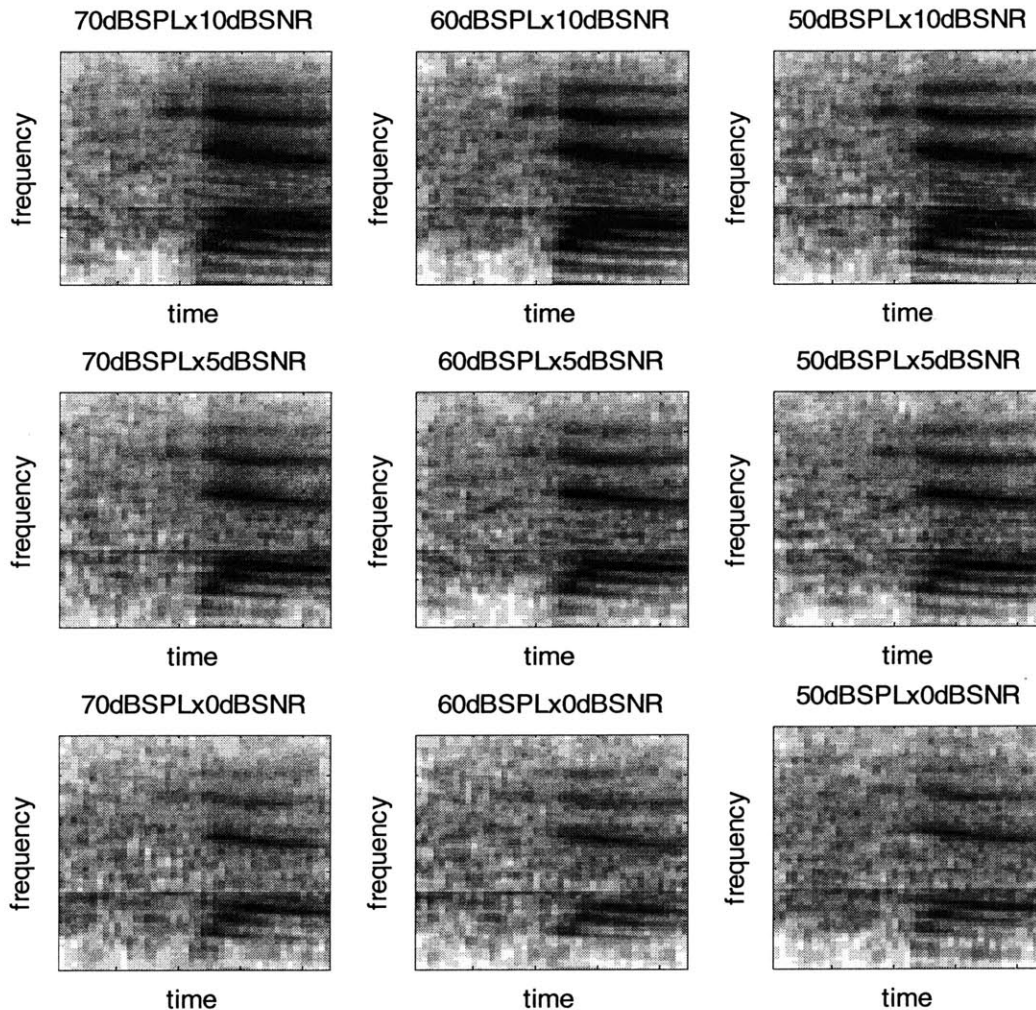 70dBSPLx10dBSNR
60dBSPLx10dBSNR
50dBSPLx10dBSNR
frequency
frequency
frequency
time
time
time
70dBSPLx5dBSNR
60dBSPLx5dBSNR
50dBSPLx5dBSNR
frequency
frequency
frequency
time
time
time
70dBSPLx0dBSNR
60dBSPLx0dBSNR
50dBSPLx0dBSNR
frequency
frequency
frequency
time
time
time